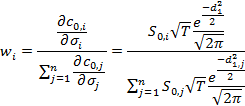 w_i = \frac{\frac{\partial c_{0,i}}{\partial \sigma_i}}{\sum_{j=1}^{n} \frac{\partial c_{0,j}}{\partial \sigma_j}} = \frac{S_{0,i} \sqrt{T} \frac{e^{\frac{-d_1^2}{2}}}{\sqrt{2\pi}}}{\sum_{j=1}^{n} S_{0,j} \sqrt{T} \frac{e^{\frac{-d_{1,j}^2}{2}}}{\sqrt{2\pi}}}